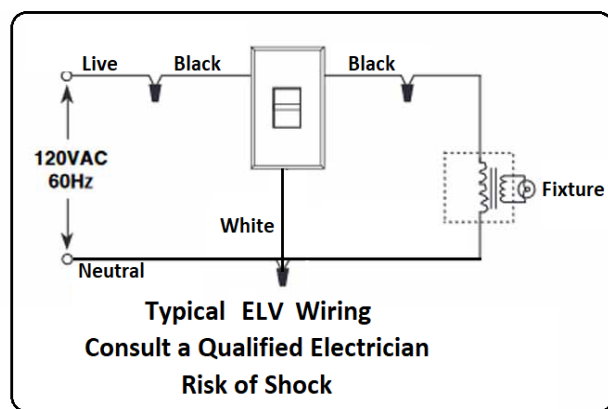 Live Black Black
120VAC
60Hz
Fixture
White
Neutral
Typical ELV Wiring
Consult a Qualified Electrician
Risk of Shock